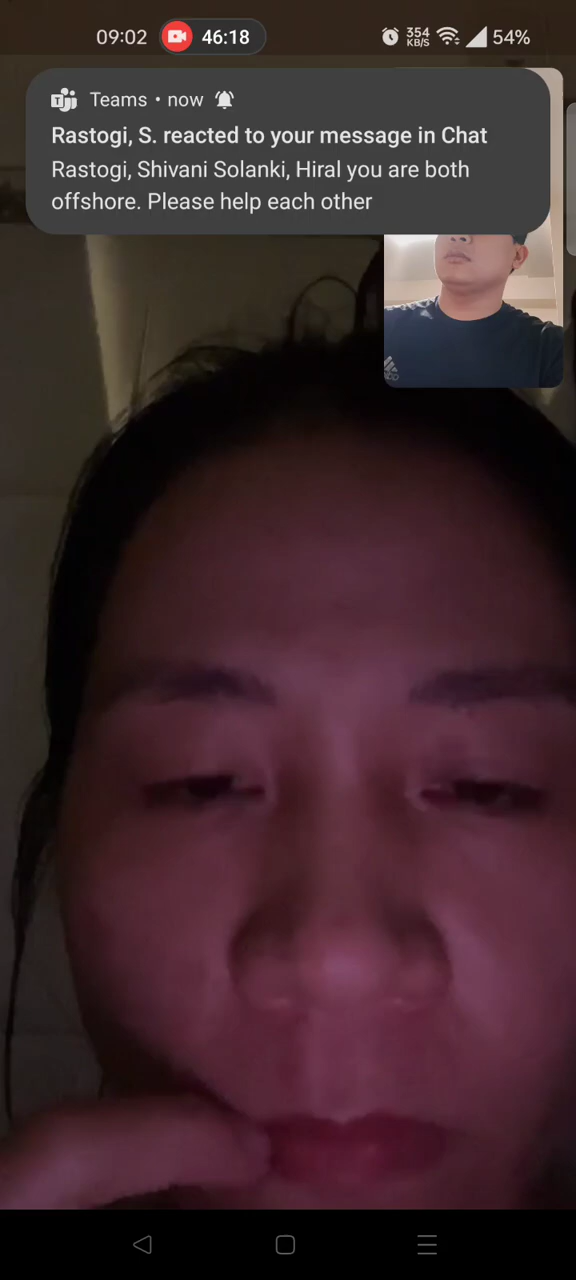 09:02 46:18 354 KB/S 54%
Teams • now
Rastogi, S. reacted to your message in Chat
Rastogi, Shivani Solanki, Hiral you are both
offshore. Please help each other